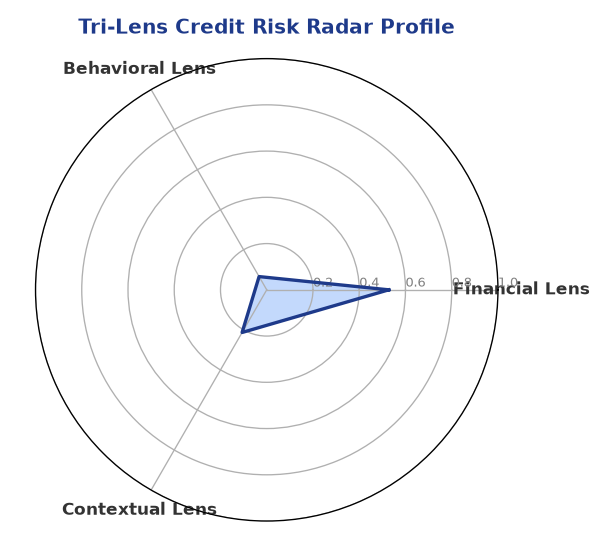 Tri-Lens Credit Risk Radar Profile
Behavioral Lens
0.2 0.4 0.6 0.8 1.0
Financial Lens
Contextual Lens